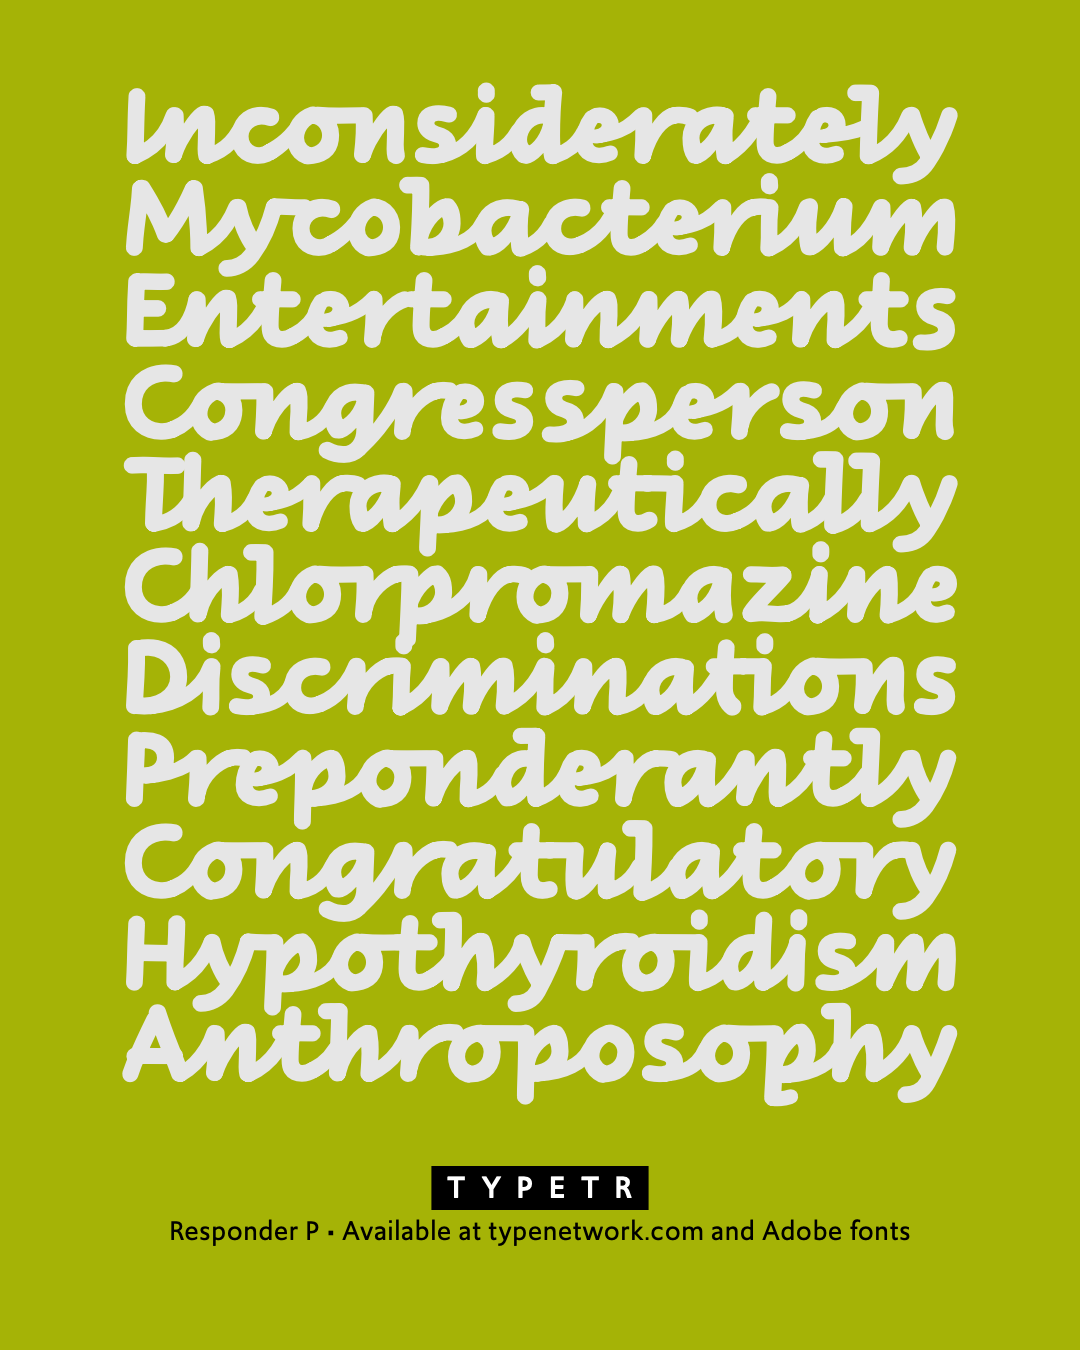 Inconsiderately
Mycobacterium
Entertainments
Congressperson
Therapeutically
Chlorpromazine
Discriminations
Preponderantly
Congratulatory
Hypothyroidism
Anthroposophy
TYPETR
Responder P • Available at typenetwork.com and Adobe fonts